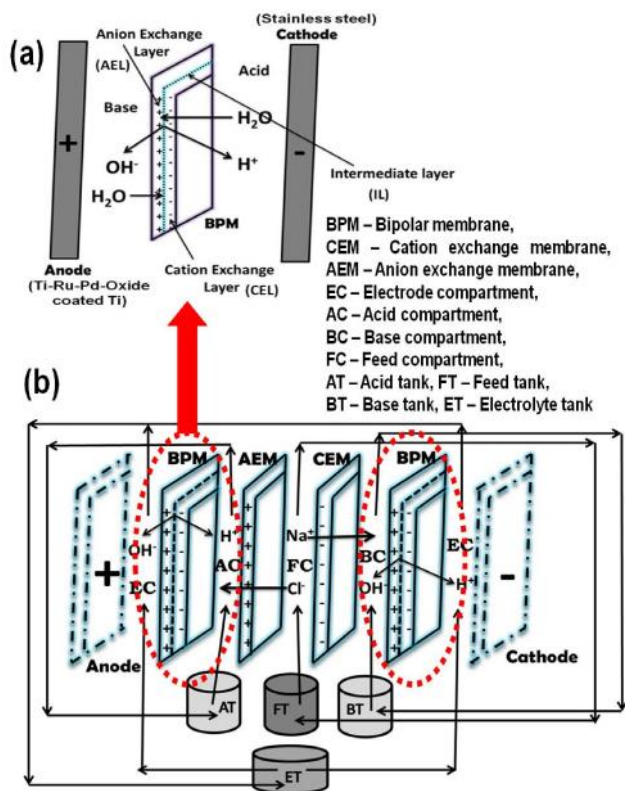 (a)
Anion Exchange
Layer
(AEL)
(Stainless steel)
Cathode
Acid
Base
H₂O
+
-
OH⁻
H⁺
H₂O
Intermediate layer
(IL)
BPM
Anode
(Ti-Ru-Pd-Oxide
coated Ti)
Cation Exchange
Layer (CEL)
BPM – Bipolar membrane,
CEM – Cation exchange membrane,
AEM – Anion exchange membrane,
EC – Electrode compartment,
AC – Acid compartment,
BC – Base compartment,
FC – Feed compartment,
AT – Acid tank, FT – Feed tank,
BT – Base tank, ET – Electrolyte tank
(b)
BPM AEM CEM BPM
OH⁻ H⁺ Na⁺ BC EC
+ EC AC FC Cl⁻ OH⁻ H⁺ -
Anode Cathode
AT FT BT
ET